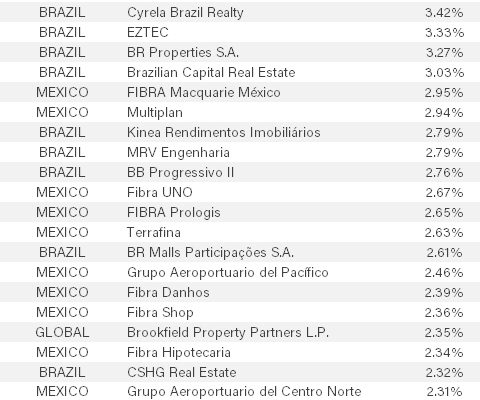 BRAZIL Cyrela Brazil Realty 3.42%
BRAZIL EZTEC 3.33%
BRAZIL BR Properties S.A. 3.27%
BRAZIL Brazilian Capital Real Estate 3.03%
MEXICO FIBRA Macquarie México 2.95%
MEXICO Multiplan 2.94%
BRAZIL Kinea Rendimentos Imobiliários 2.79%
BRAZIL MRV Engenharia 2.79%
BRAZIL BB Progressivo II 2.76%
MEXICO Fibra UNO 2.67%
MEXICO FIBRA Prologis 2.65%
MEXICO Terrafina 2.63%
BRAZIL BR Malls Participações S.A. 2.61%
MEXICO Grupo Aeroportuario del Pacífico 2.46%
MEXICO Fibra Danhos 2.39%
MEXICO Fibra Shop 2.36%
GLOBAL Brookfield Property Partners L.P. 2.35%
MEXICO Fibra Hipotecaria 2.34%
BRAZIL CSHG Real Estate 2.32%
MEXICO Grupo Aeroportuario del Centro Norte 2.31%